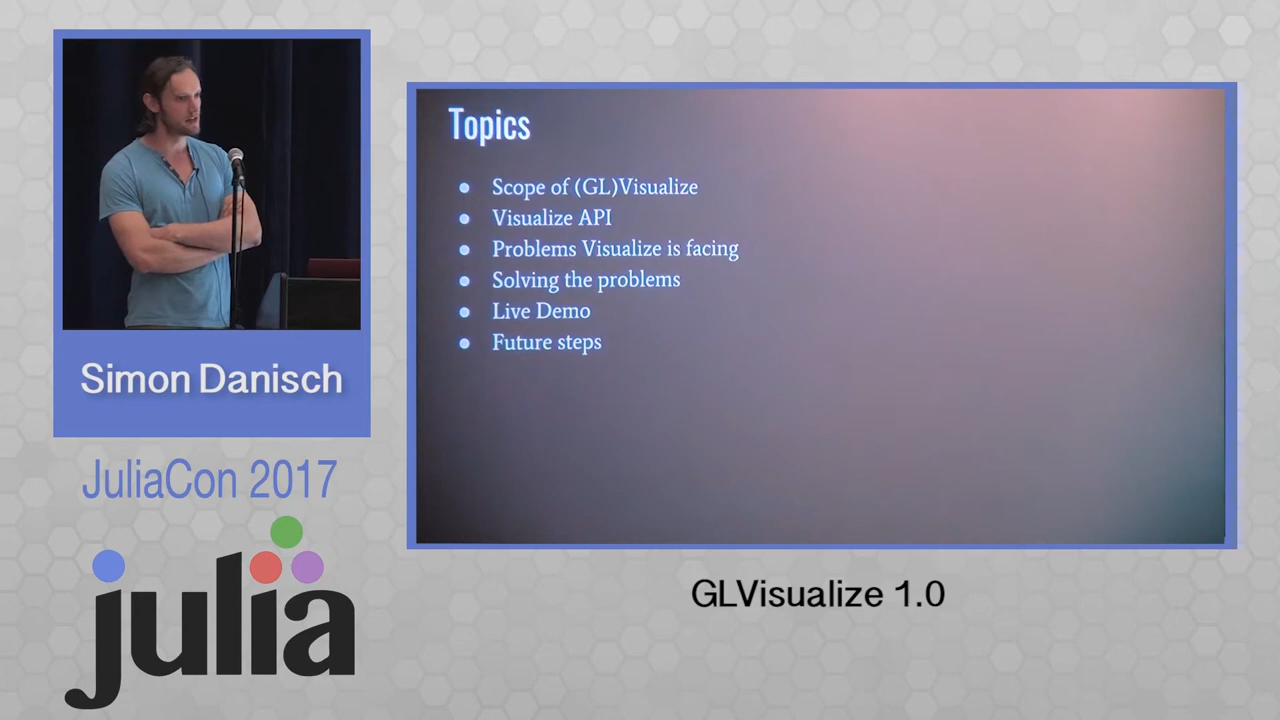 Simon Danisch
JuliaCon 2017
julia
Topics
● Scope of (GL)Visualize
● Visualize API
● Problems Visualize is facing
● Solving the problems
● Live Demo
● Future steps
GLVisualize 1.0